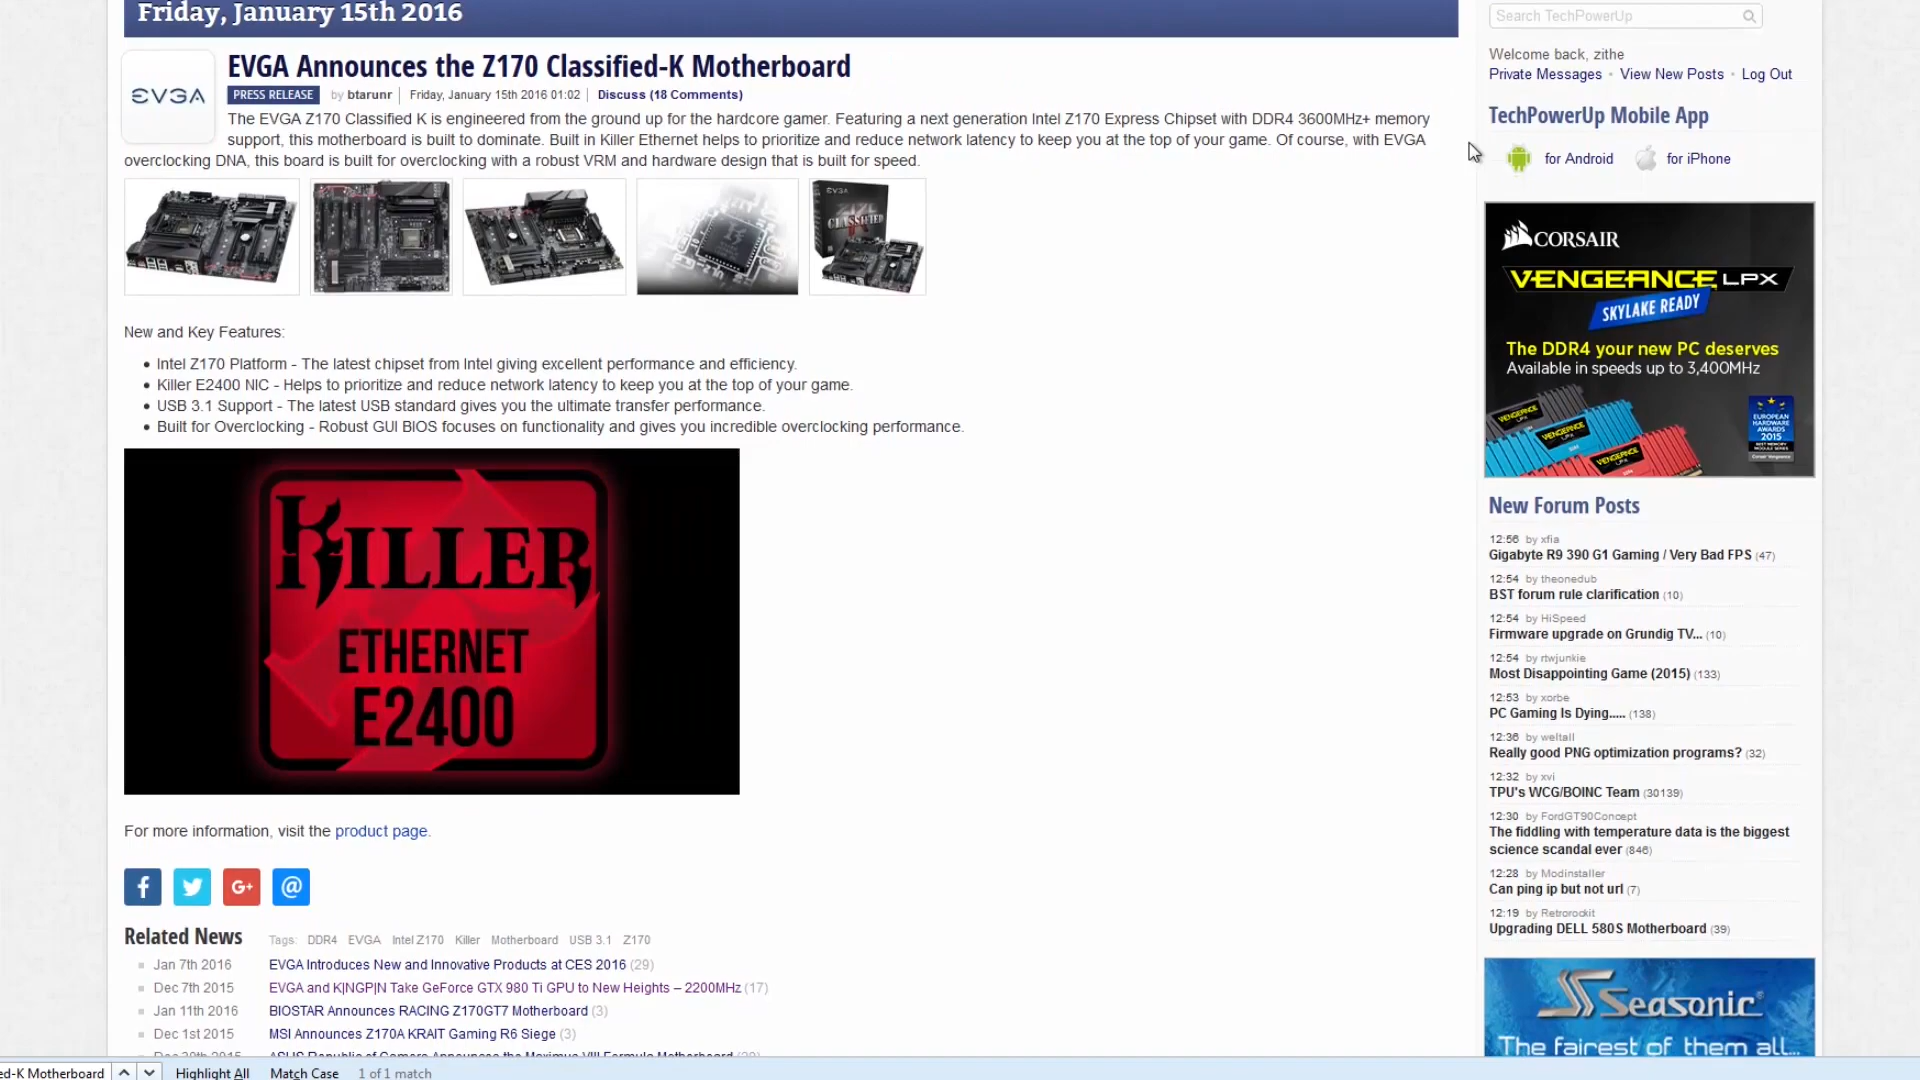 Friday, January 15th 2016
EVGA
EVGA Announces the Z170 Classified-K Motherboard
PRESS RELEASE by btarunr Friday, January 15th 2016 01:02 Discuss (18 Comments)
The EVGA Z170 Classified K is engineered from the ground up for the hardcore gamer. Featuring a next generation Intel Z170 Express Chipset with DDR4 3600MHz+ memory
support, this motherboard is built to dominate. Built in Killer Ethernet helps to prioritize and reduce network latency to keep you at the top of your game. Of course, with EVGA
overclocking DNA, this board is built for overclocking with a robust VRM and hardware design that is built for speed.
EVGA
CLASSIFIED
New and Key Features:
• Intel Z170 Platform - The latest chipset from Intel giving excellent performance and efficiency.
• Killer E2400 NIC - Helps to prioritize and reduce network latency to keep you at the top of your game.
• USB 3.1 Support - The latest USB standard gives you the ultimate transfer performance.
• Built for Overclocking - Robust GUI BIOS focuses on functionality and gives you incredible overclocking performance.
KILLER
ETHERNET
E2400
For more information, visit the product page.
Related News
Tags: DDR4 EVGA Intel Z170 Killer Motherboard USB 3.1 Z170
Jan 7th 2016 EVGA Introduces New and Innovative Products at CES 2016 (29)
Dec 7th 2015 EVGA and K|NGP|N Take GeForce GTX 980 Ti GPU to New Heights – 2200MHz (17)
Jan 11th 2016 BIOSTAR Announces RACING Z170GT7 Motherboard (3)
Dec 1st 2015 MSI Announces Z170A KRAIT Gaming R6 Siege (3)
ASUS Republic of Gamers Announces the Maximus VIII Formula Motherboard
Search TechPowerUp
Welcome back, zithe
Private Messages • View New Posts • Log Out
TechPowerUp Mobile App
for Android for iPhone
CORSAIR
VENGEANCE LPX
SKYLAKE READY
The DDR4 your new PC deserves
Available in speeds up to 3,400MHz
VENGEANCE
VENGEANCE
VENGEANCE
EUROPEAN
HARDWARE
AWARDS
2015
New Forum Posts
12:56 by xfia
Gigabyte R9 390 G1 Gaming / Very Bad FPS (47)
12:54 by theonedub
BST forum rule clarification (10)
12:54 by HiSpeed
Firmware upgrade on Grundig TV... (10)
12:54 by rtwjunkie
Most Disappointing Game (2015) (133)
12:53 by xorbe
PC Gaming Is Dying..... (138)
12:36 by weltall
Really good PNG optimization programs? (32)
12:32 by xvi
TPU's WCG/BOINC Team (30139)
12:30 by FordGT90Concept
The fiddling with temperature data is the biggest
science scandal ever (846)
12:28 by Modinstaller
Can ping ip but not url (7)
12:19 by Retrorockit
Upgrading DELL 580S Motherboard (39)
Seasonic
The fairest of them all...
ed-K Motherboard Highlight All Match Case 1 of 1 match